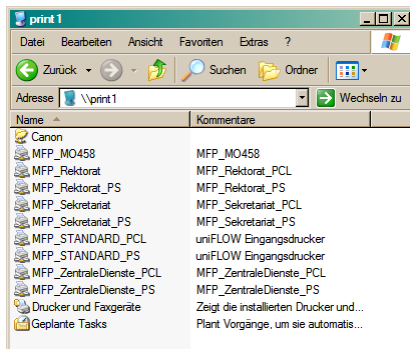 print1
Datei Bearbeiten Ansicht Favoriten Extras ?
Zurück Suchen Ordner
Adresse \\print1 Wechseln zu
Name Kommentare
Canon
MFP_MO458 MFP_MO458
MFP_Rektorat MFP_Rektorat_PCL
MFP_Rektorat_PS MFP_Rektorat_PS
MFP_Sekretariat MFP_Sekretariat_PCL
MFP_Sekretariat_PS MFP_Sekretariat_PS
MFP_STANDARD_PCL uniFLOW Eingangsdrucker
MFP_STANDARD_PS uniFLOW Eingangsdrucker
MFP_ZentraleDienste_PCL MFP_ZentraleDienste_PCL
MFP_ZentraleDienste_PS MFP_ZentraleDienste_PS
Drucker und Faxgeräte Zeigt die installierten Drucker und...
Geplante Tasks Plant Vorgänge, um sie automatis...